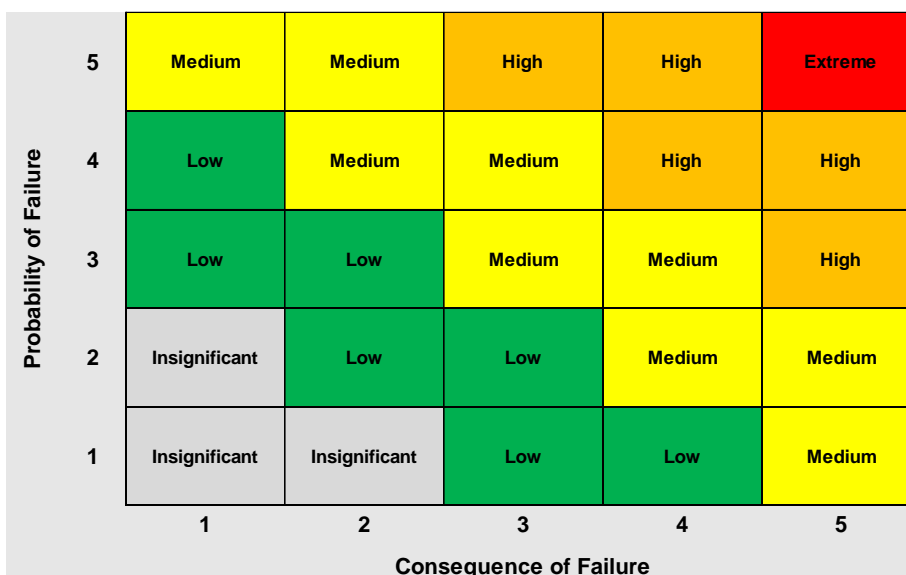 5 Medium Medium High High Extreme
4 Low Medium Medium High High
3 Low Low Medium Medium High
2 Insignificant Low Low Medium Medium
1 Insignificant Insignificant Low Low Medium
1 2 3 4 5
Probability of Failure
Consequence of Failure